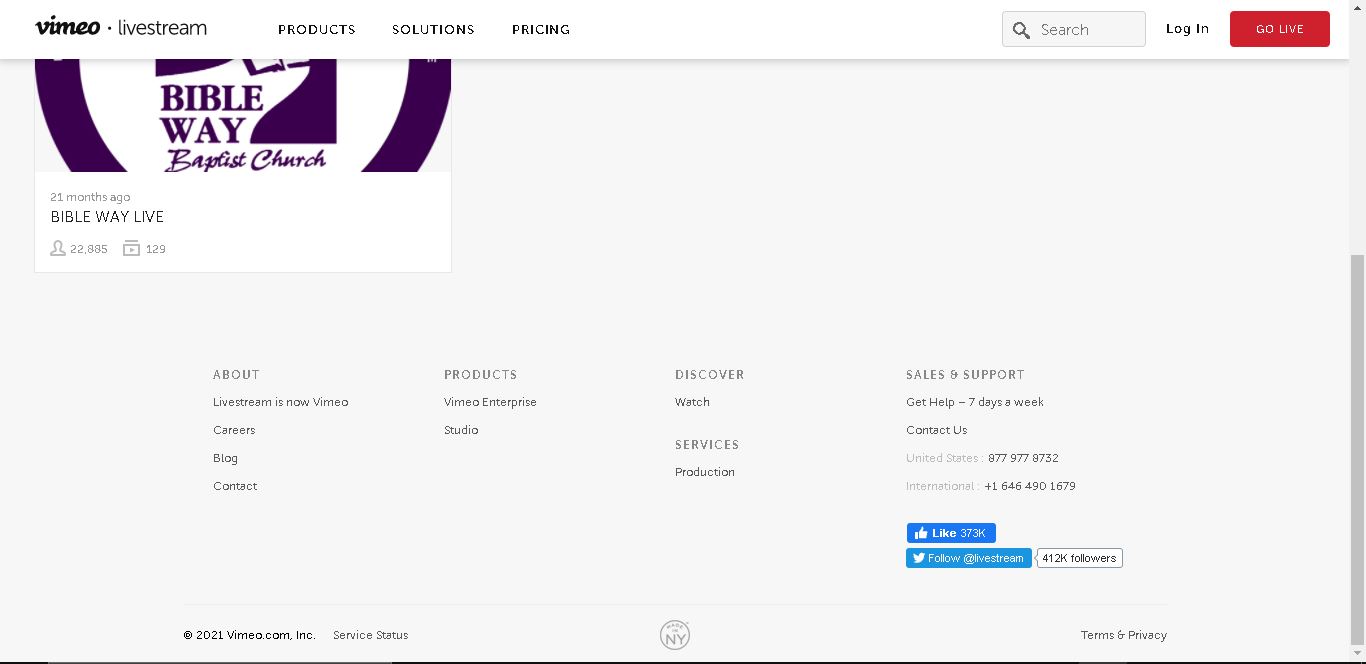 vimeo · livestream PRODUCTS SOLUTIONS PRICING Search Log In GO LIVE
BIBLE
WAY
Baptist Church
21 months ago
BIBLE WAY LIVE
22,885 129
ABOUT
Livestream is now Vimeo
Careers
Blog
Contact
PRODUCTS
Vimeo Enterprise
Studio
DISCOVER
Watch
SERVICES
Production
SALES & SUPPORT
Get Help – 7 days a week
Contact Us
United States : 877 977 8732
International : +1 646 490 1679
Like 373K
Follow @livestream 412K followers
© 2021 Vimeo.com, Inc. Service Status
MADE
IN
NY
Terms & Privacy